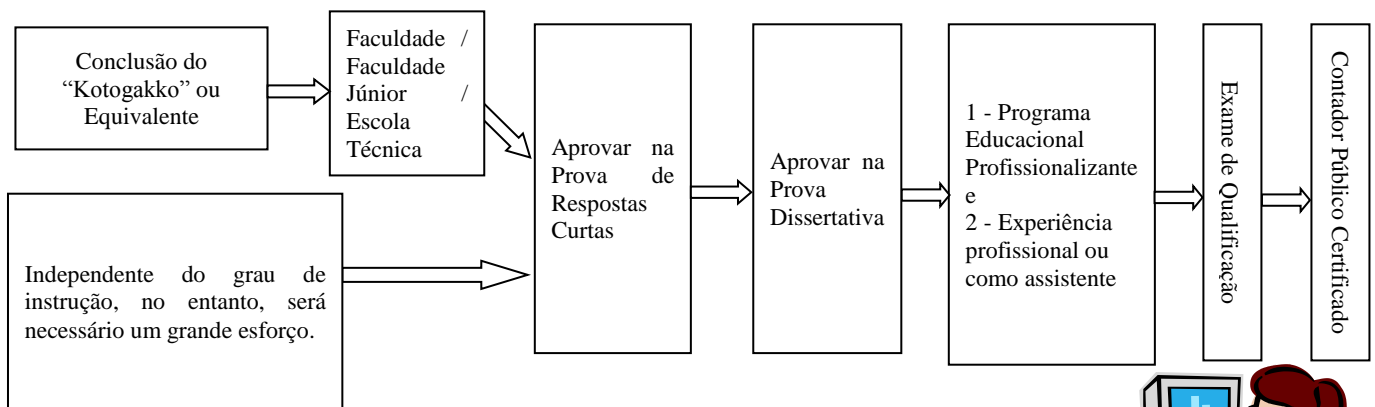 Conclusão do
“Kotogakko” ou
Equivalente
Faculdade /
Faculdade
Júnior /
Escola
Técnica
Independente do grau de
instrução, no entanto, será
necessário um grande esforço.
Aprovar na
Prova de
Respostas
Curtas
Aprovar na
Prova
Dissertativa
1 - Programa
Educacional
Profissionalizante
e
2 - Experiência
profissional ou
como assistente
Exame de Qualificação
Contador Público Certificado